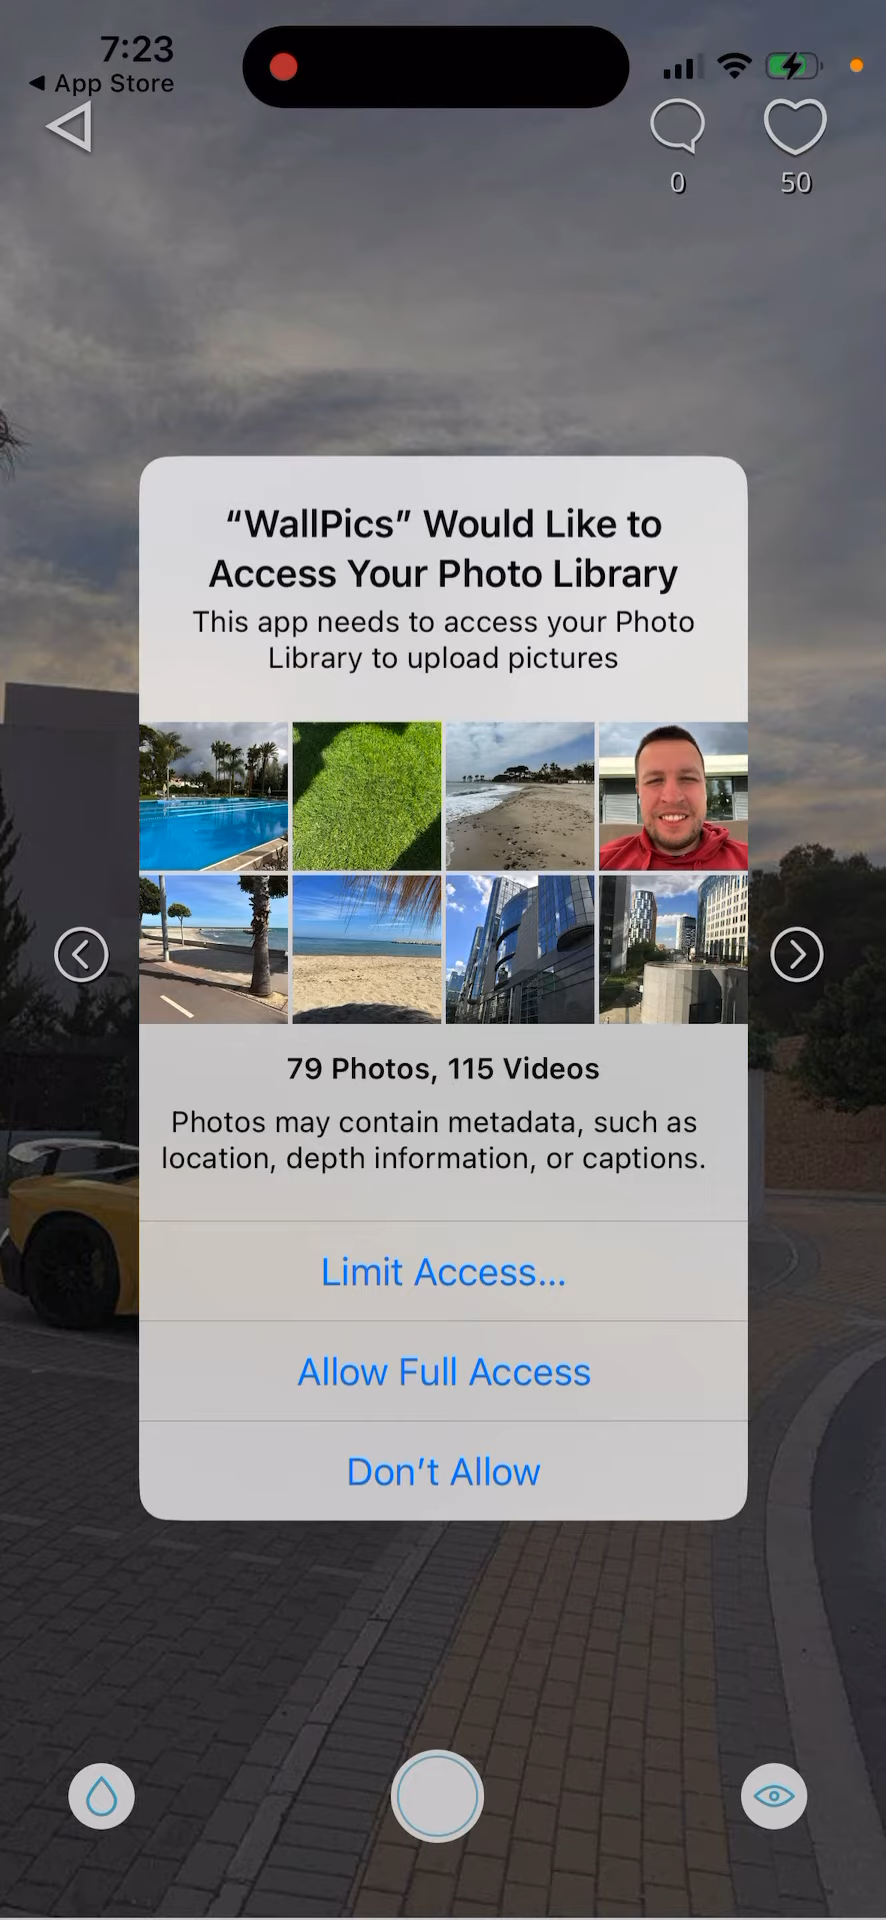 7:23
◀ App Store
0
50
“WallPics” Would Like to
Access Your Photo Library
This app needs to access your Photo
Library to upload pictures
79 Photos, 115 Videos
Photos may contain metadata, such as
location, depth information, or captions.
Limit Access...
Allow Full Access
Don’t Allow